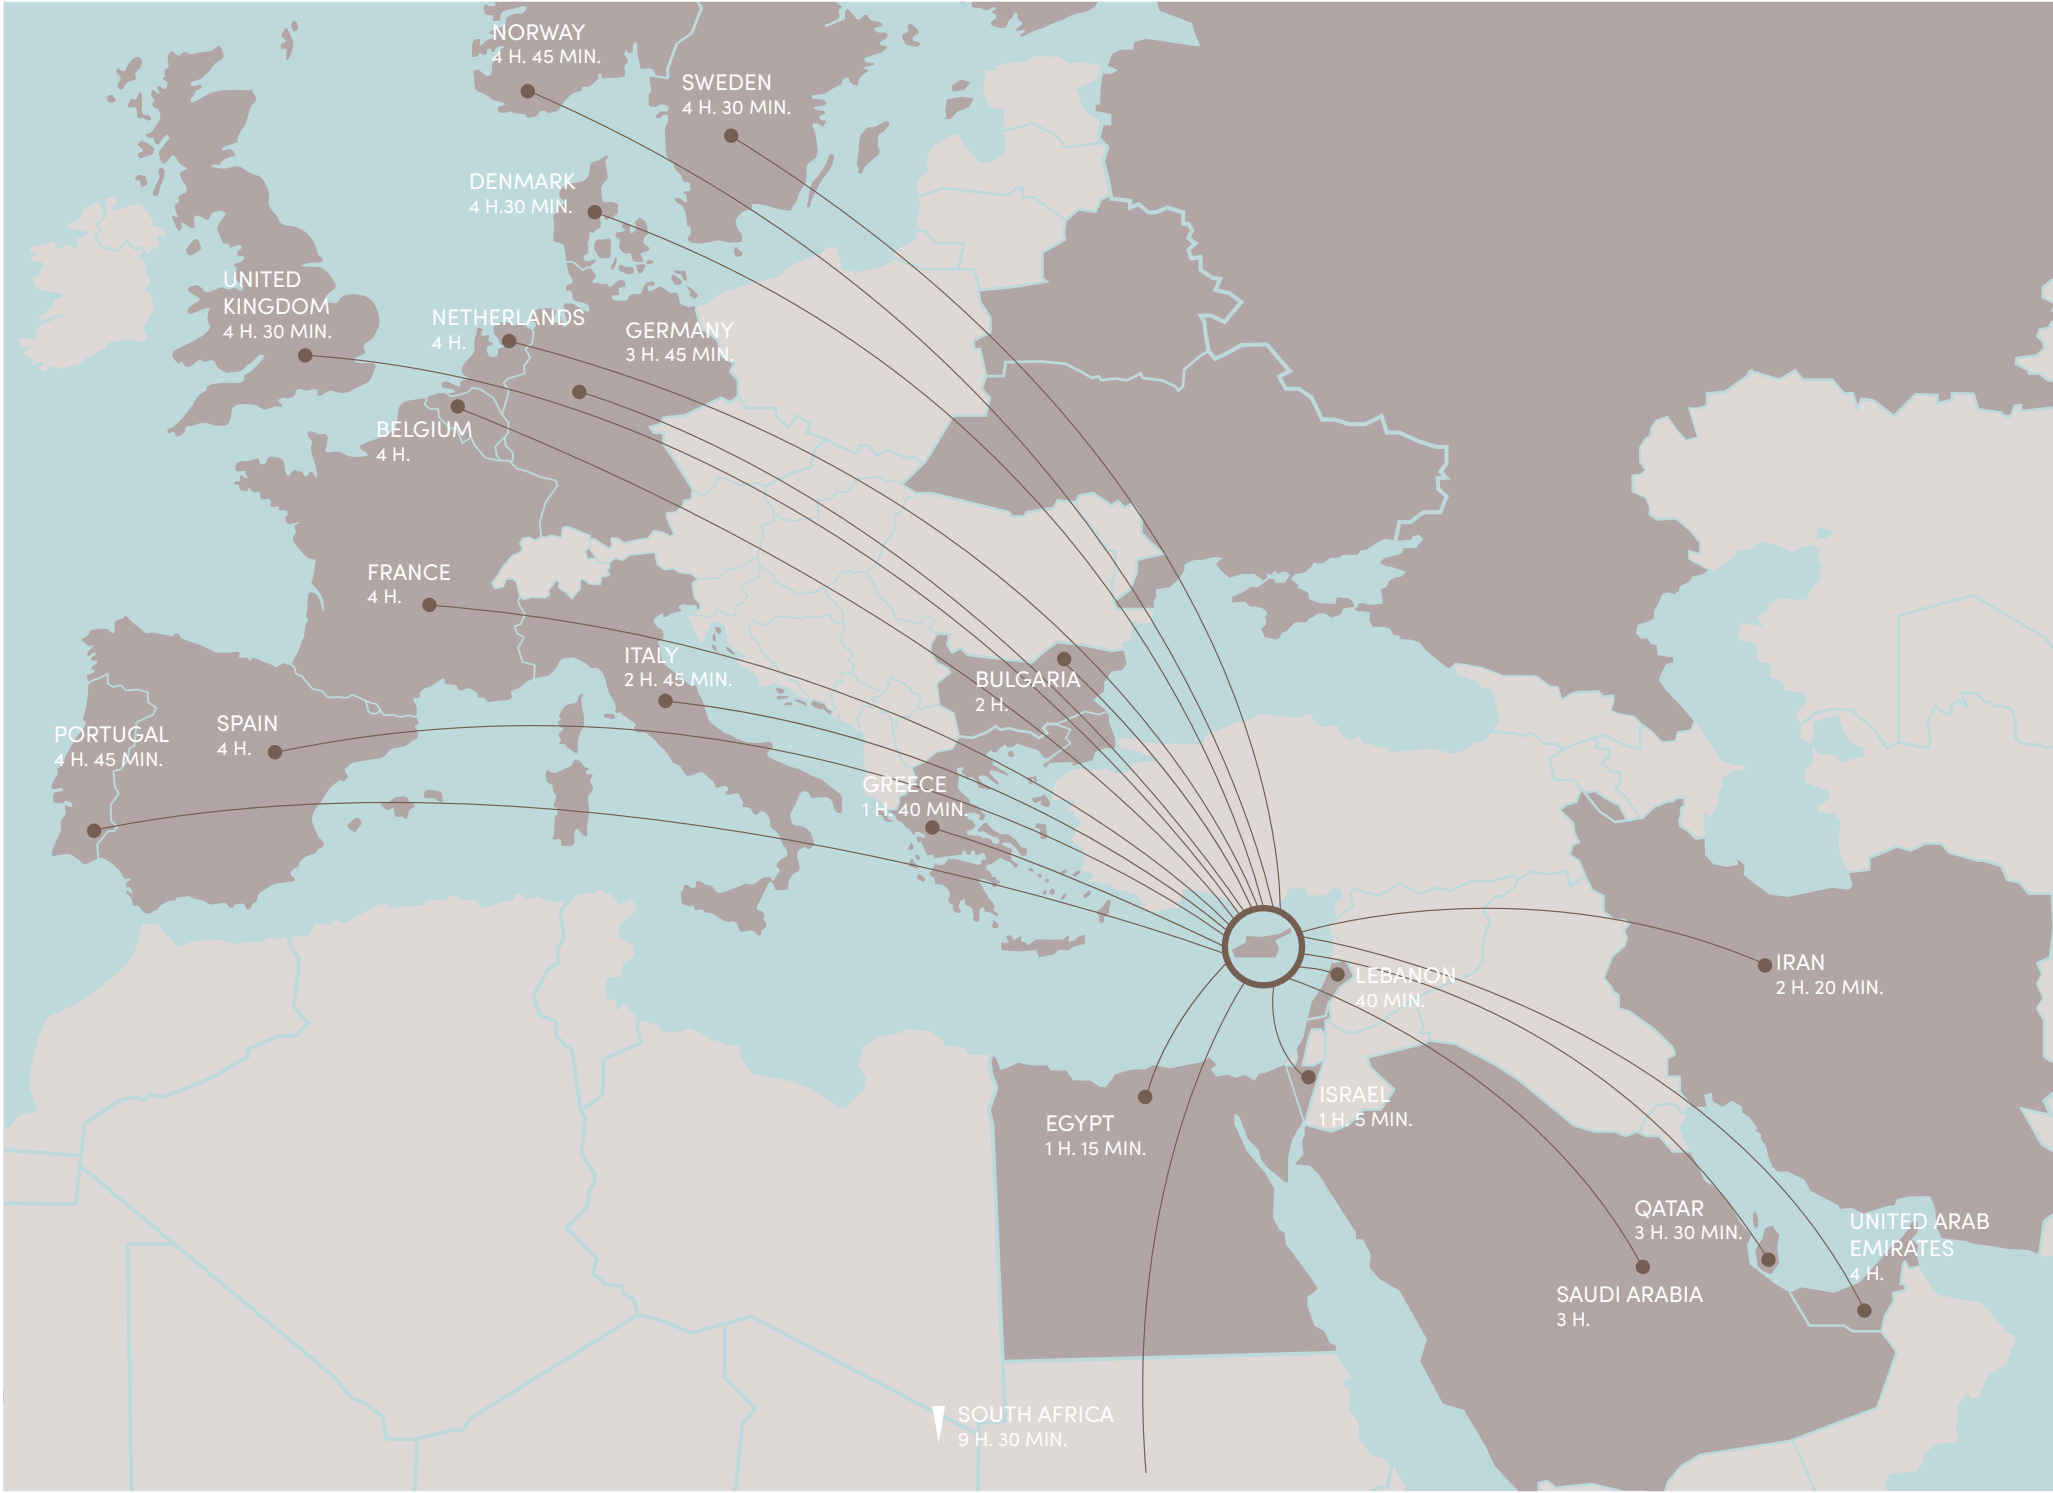 NORWAY
4 H. 45 MIN.
SWEDEN
4 H. 30 MIN.
DENMARK
4 H.30 MIN.
UNITED
KINGDOM
4 H. 30 MIN.
NETHERLANDS
4 H.
GERMANY
3 H. 45 MIN.
BELGIUM
4 H.
FRANCE
4 H.
ITALY
2 H. 45 MIN.
BULGARIA
2 H.
SPAIN
4 H.
PORTUGAL
4 H. 45 MIN.
GREECE
1 H. 40 MIN.
IRAN
2 H. 20 MIN.
LEBANON
40 MIN.
ISRAEL
1 H. 5 MIN.
EGYPT
1 H. 15 MIN.
QATAR
3 H. 30 MIN.
UNITED ARAB
EMIRATES
4 H.
SAUDI ARABIA
3 H.
SOUTH AFRICA
9 H. 30 MIN.